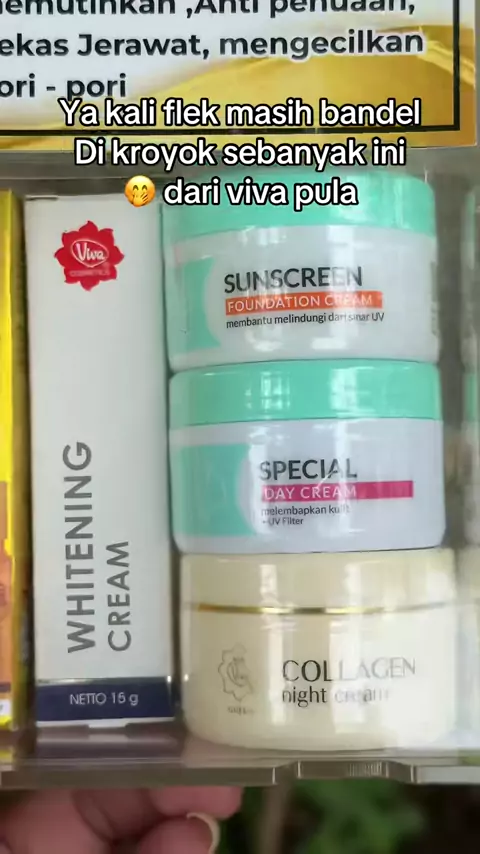 memutihkan ,Anti penuaan,
ekas Jerawat, mengecilkan
ori - pori
Ya kali flek masih bandel
Di kroyok sebanyak ini
🤭 dari viva pula
Viva
COSMETICS
WHITENING
CREAM
NETTO 15 g
SUNSCREEN
FOUNDATION CREAM
membantu melindungi dari sinar UV
SPECIAL
DAY CREAM
melembapkan kulit
+ UV Filter
COLLAGEN
night cream